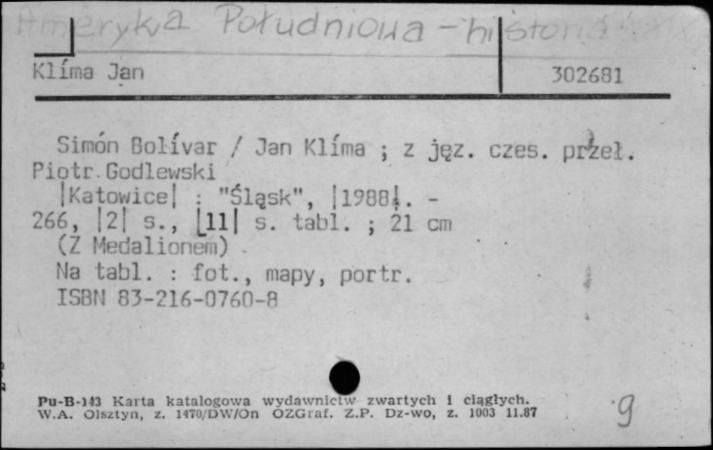 Ameryka Południowa - historia
Klíma Jan 302681
Simón Bolívar / Jan Klíma ; z jęz. czes. przeł.
Piotr Godlewski
|Katowice| : "Śląsk", |1988|. -
266, |2| s., |11| s. tabl. ; 21 cm
(Z Medalionem)
Na tabl. : fot., mapy, portr.
ISBN 83-216-0760-8
Pu-B-143 Karta katalogowa wydawnictw zwartych i ciągłych.
W.A. Olsztyn, z. 1470/DW/On OZGraf. Z.P. Dz-wo, z. 1003 11.87
9